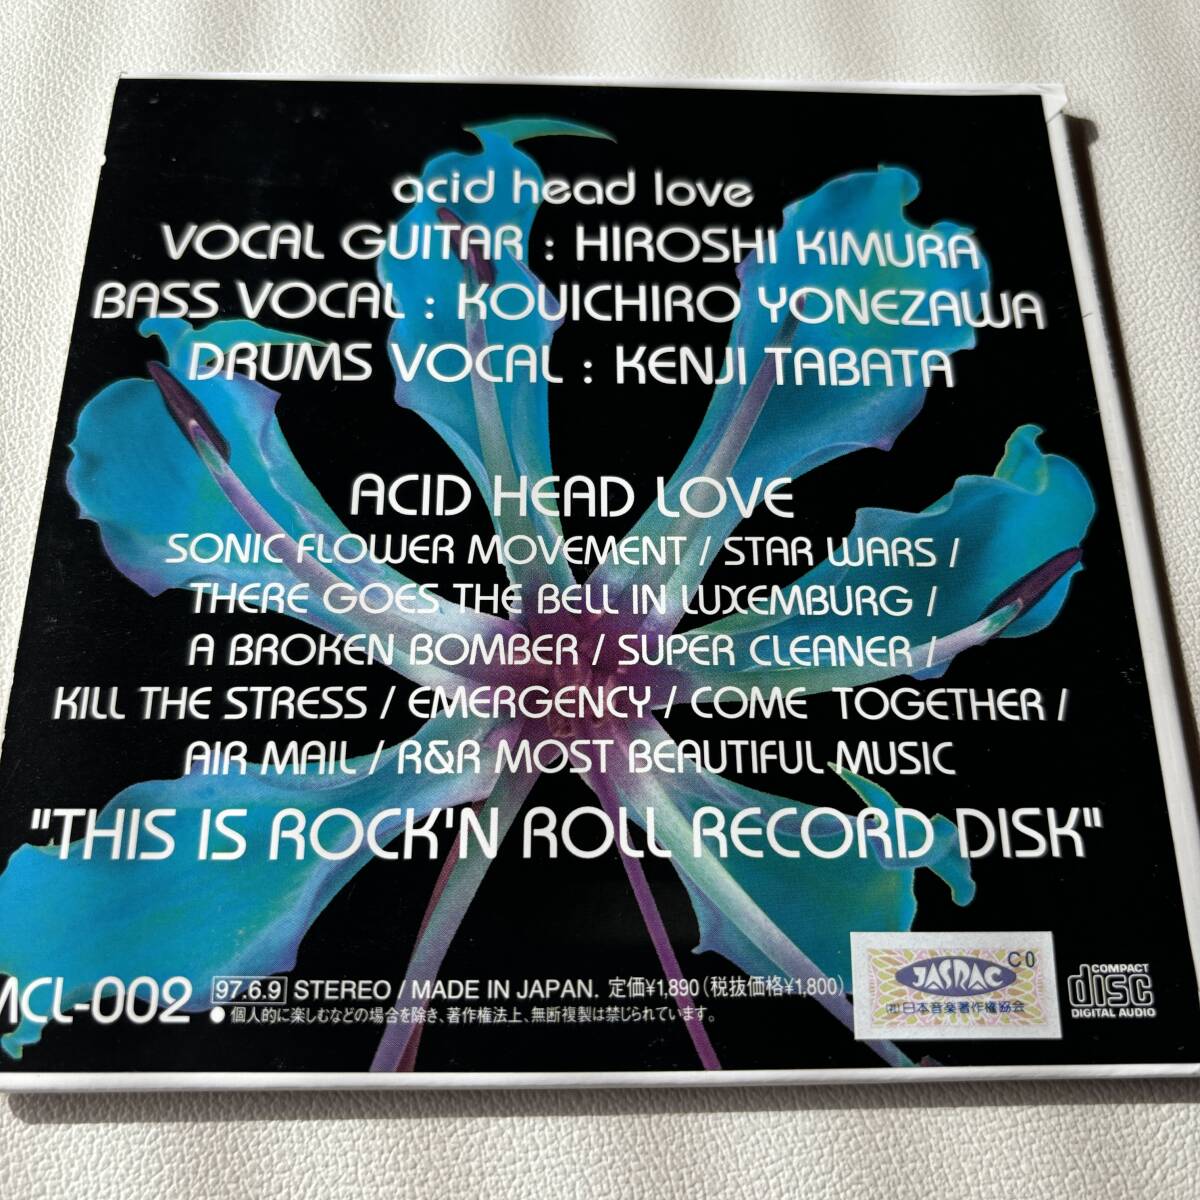 acid head love
VOCAL GUITAR : HIROSHI KIMURA
BASS VOCAL : KOUICHIRO YONEZAWA
DRUMS VOCAL : KENJI TABATA
ACID HEAD LOVE
SONIC FLOWER MOVEMENT / STAR WARS /
THERE GOES THE BELL IN LUXEMBURG /
A BROKEN BOMBER / SUPER CLEANER /
KILL THE STRESS / EMERGENCY / COME TOGETHER /
AIR MAIL / R&R MOST BEAUTIFUL MUSIC
"THIS IS ROCK'N ROLL RECORD DISK"
MCL-002 97.6.9 STEREO / MADE IN JAPAN. 定価¥1,890(税抜価格¥1,800)
● 個人的に楽しむなどの場合を除き、著作権法上、無断複製は禁じられています。
C0
JASRAC
日本音楽著作権協会
COMPACT
disc
DIGITAL AUDIO